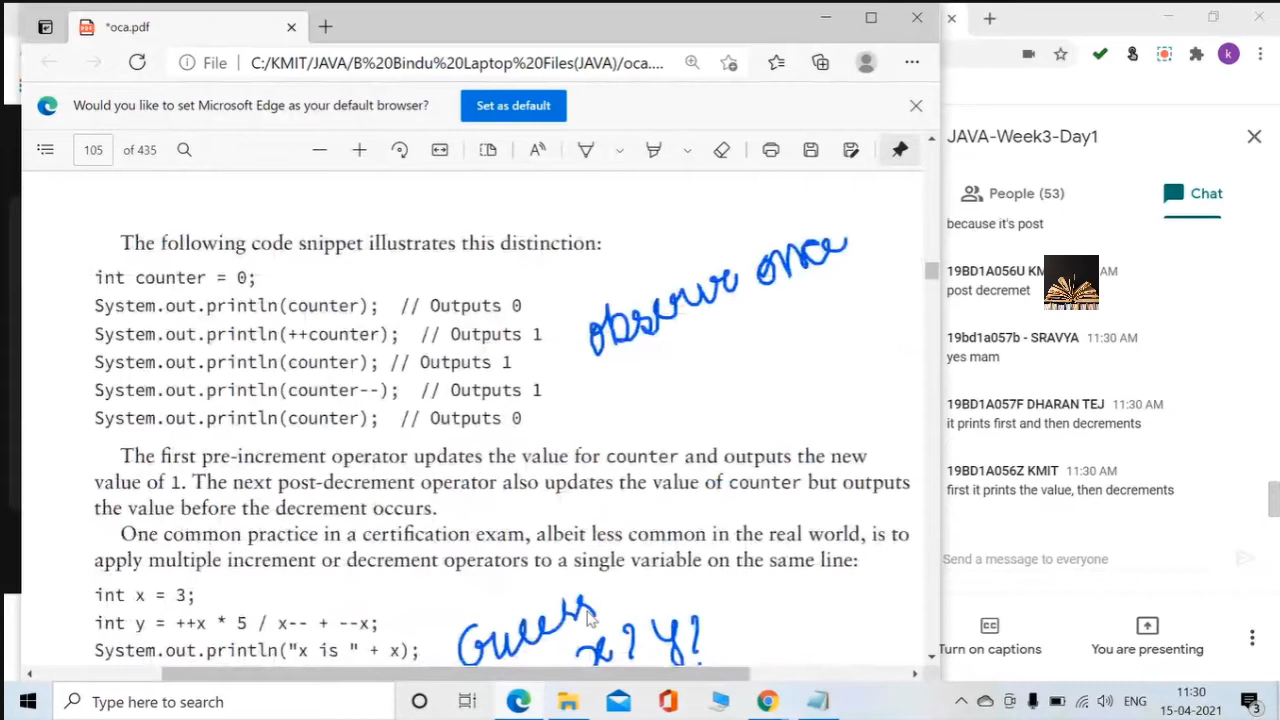 *oca.pdf
File
C:/KMIT/JAVA/B%20Bindu%20Laptop%20Files(JAVA)/oca....
Would you like to set Microsoft Edge as your default browser?
Set as default
105 of 435
The following code snippet illustrates this distinction:
int counter = 0;
System.out.println(counter); // Outputs 0
System.out.println(++counter); // Outputs 1
System.out.println(counter); // Outputs 1
System.out.println(counter--); // Outputs 1
System.out.println(counter); // Outputs 0
observe once
The first pre-increment operator updates the value for counter and outputs the new
value of 1. The next post-decrement operator also updates the value of counter but outputs
the value before the decrement occurs.
One common practice in a certification exam, albeit less common in the real world, is to
apply multiple increment or decrement operators to a single variable on the same line:
int x = 3;
int y = ++x * 5 / x-- + --x;
System.out.println("x is " + x);
Guess
x? y?
k
JAVA-Week3-Day1
People (53)
Chat
because it's post
19BD1A056U KM AM
post decremet
19bd1a057b - SRAVYA 11:30 AM
yes mam
19BD1A057F DHARAN TEJ 11:30 AM
it prints first and then decrements
19BD1A056Z KMIT 11:30 AM
first it prints the value, then decrements
Send a message to everyone
CC
Turn on captions
You are presenting
Type here to search
ENG
11:30
15-04-2021
3